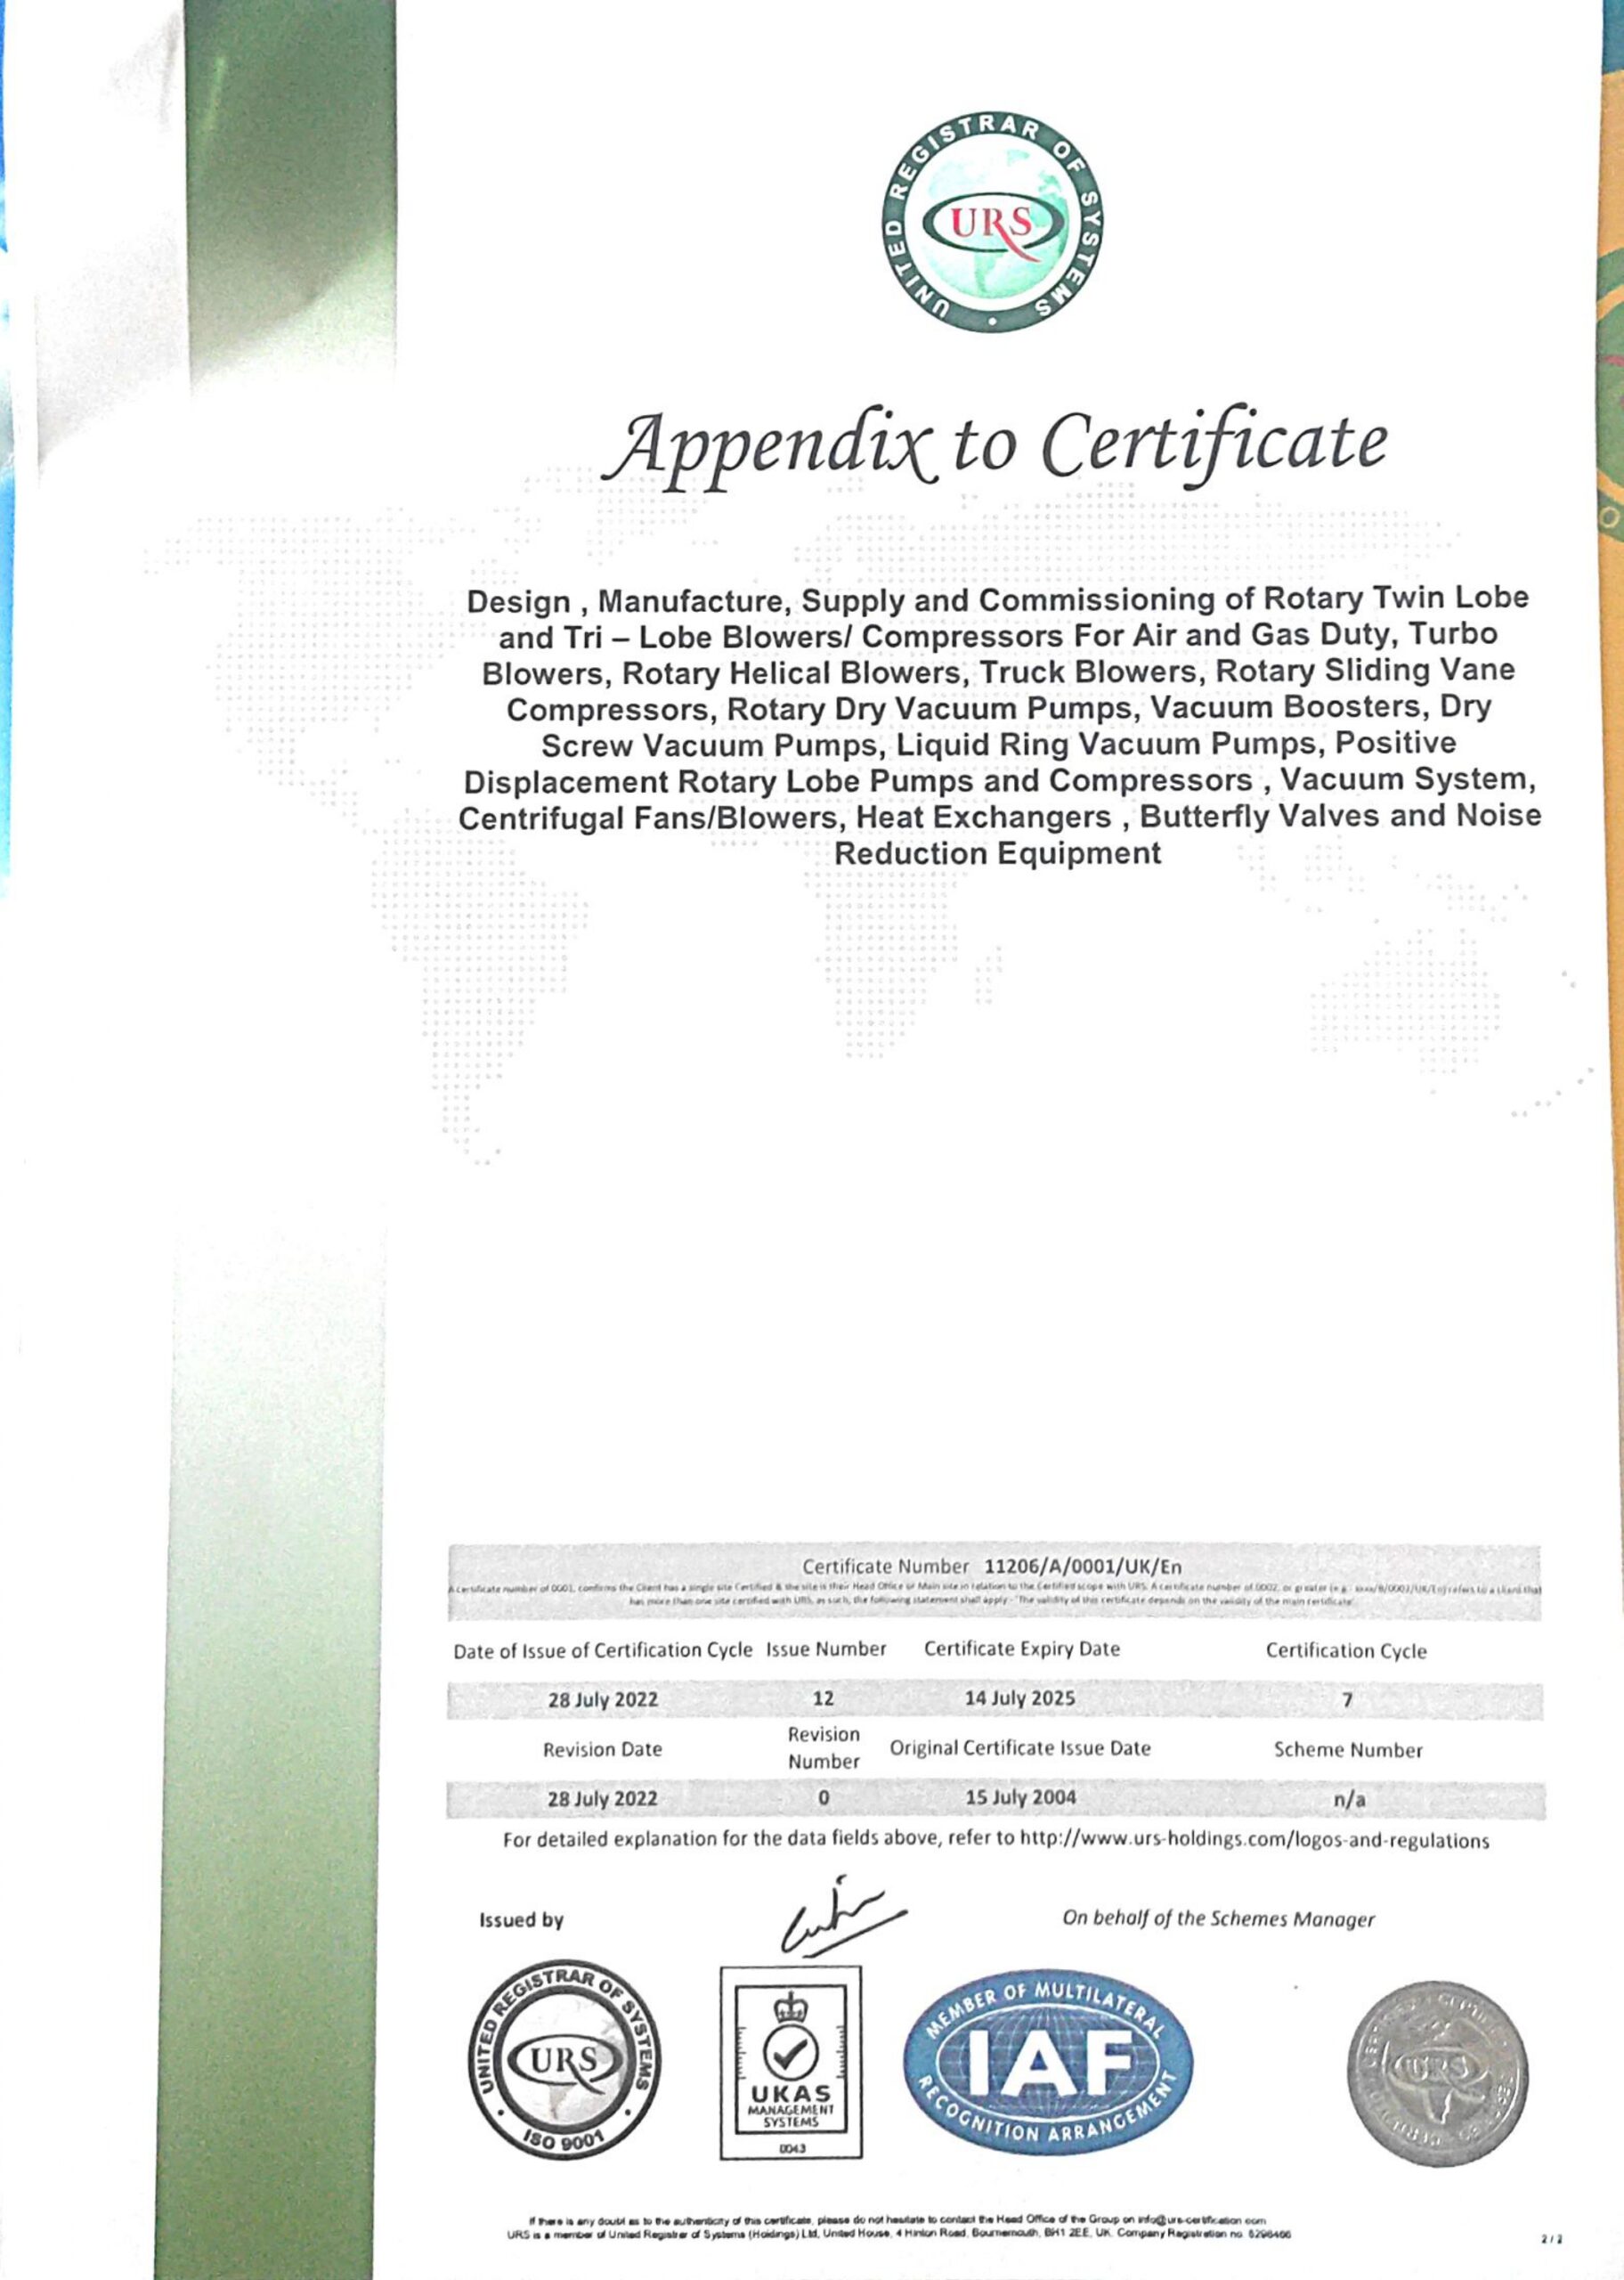 UNITED REGISTRAR OF SYSTEMS
URS
Appendix to Certificate
Design , Manufacture, Supply and Commissioning of Rotary Twin Lobe
and Tri – Lobe Blowers/ Compressors For Air and Gas Duty, Turbo
Blowers, Rotary Helical Blowers, Truck Blowers, Rotary Sliding Vane
Compressors, Rotary Dry Vacuum Pumps, Vacuum Boosters, Dry
Screw Vacuum Pumps, Liquid Ring Vacuum Pumps, Positive
Displacement Rotary Lobe Pumps and Compressors , Vacuum System,
Centrifugal Fans/Blowers, Heat Exchangers , Butterfly Valves and Noise
Reduction Equipment
Certificate Number 11206/A/0001/UK/En
A certificate number of 0001, confirms the Client has a single site Certified & the site is their Head Office or Main site in relation to the Certified scope with URS. A certificate number of 0002, or greater (e.g. xxxx/B/0002/UK/En) refers to a client that
has more than one site certified with URS, as such, the following statement shall apply - 'The validity of this certificate depends on the validity of the main certificate'.
Date of Issue of Certification Cycle Issue Number Certificate Expiry Date Certification Cycle
28 July 2022 12 14 July 2025 7
Revision Date Revision Number Original Certificate Issue Date Scheme Number
28 July 2022 0 15 July 2004 n/a
For detailed explanation for the data fields above, refer to http://www.urs-holdings.com/logos-and-regulations
Issued by On behalf of the Schemes Manager
UNITED REGISTRAR OF SYSTEMS
URS
ISO 9001
UKAS
MANAGEMENT
SYSTEMS
0043
MEMBER OF MULTILATERAL
IAF
RECOGNITION ARRANGEMENT
URS
If there is any doubt as to the authenticity of this certificate, please do not hesitate to contact the Head Office of the Group on info@urs-certification.com
URS is a member of United Registrar of Systems (Holdings) Ltd, United House, 4 Hinton Road, Bournemouth, BH1 2EE, UK. Company Registration no.
2 / 2